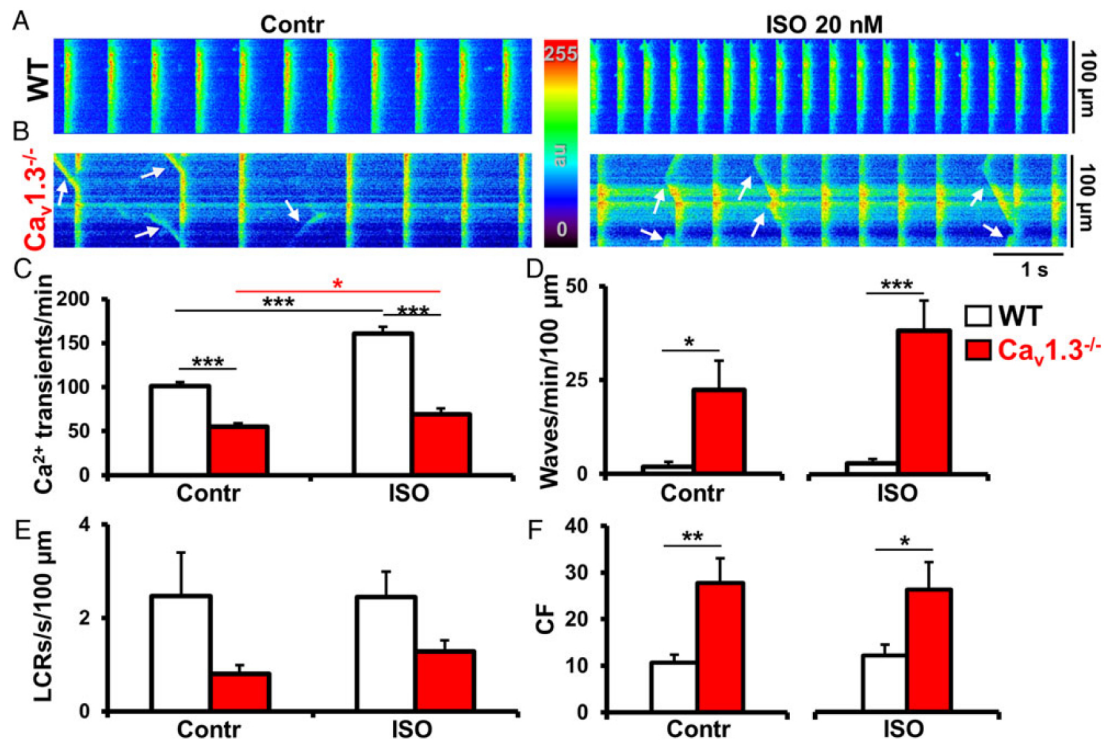 A Contr ISO 20 nM
WT
255
au
0
100 µm
B
Cav1.3-/-
100 µm
1 s
C
Ca²⁺ transients/min
200
150
100
50
0
***
***
*
***
Contr ISO
D
Waves/min/100 µm
50
25
0
*
***
Contr ISO
WT
Cav1.3-/-
E
LCRs/s/100 µm
4
2
0
Contr ISO
F
CF
40
30
20
10
0
**
*
Contr ISO